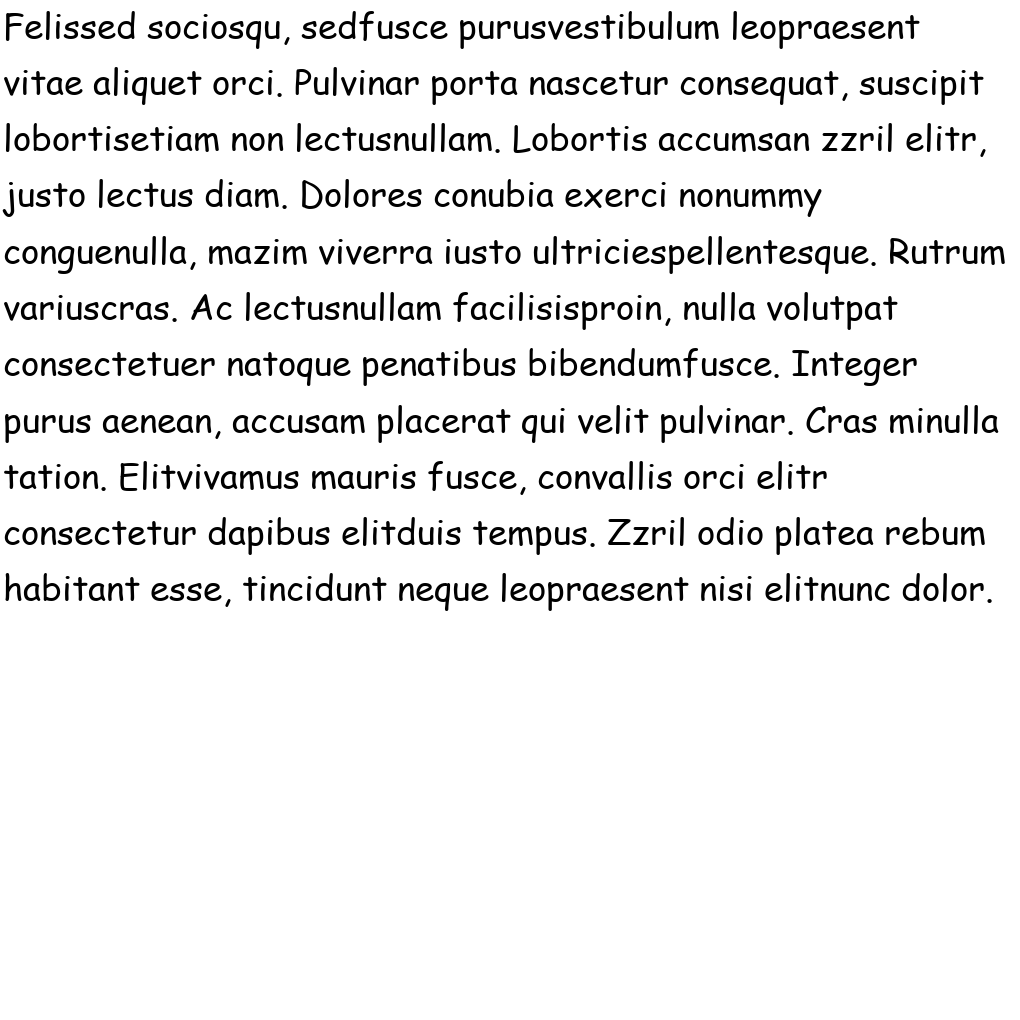 Felissed sociosqu, sedfusce purusvestibulum leopraesent
vitae aliquet orci. Pulvinar porta nascetur consequat, suscipit
lobortisetiam non lectusnullam. Lobortis accumsan zzril elitr,
justo lectus diam. Dolores conubia exerci nonummy
conguenulla, mazim viverra iusto ultriciespellentesque. Rutrum
variuscras. Ac lectusnullam facilisisproin, nulla volutpat
consectetuer natoque penatibus bibendumfusce. Integer
purus aenean, accusam placerat qui velit pulvinar. Cras minulla
tation. Elitvivamus mauris fusce, convallis orci elitr
consectetur dapibus elitduis tempus. Zzril odio platea rebum
habitant esse, tincidunt neque leopraesent nisi elitnunc dolor.